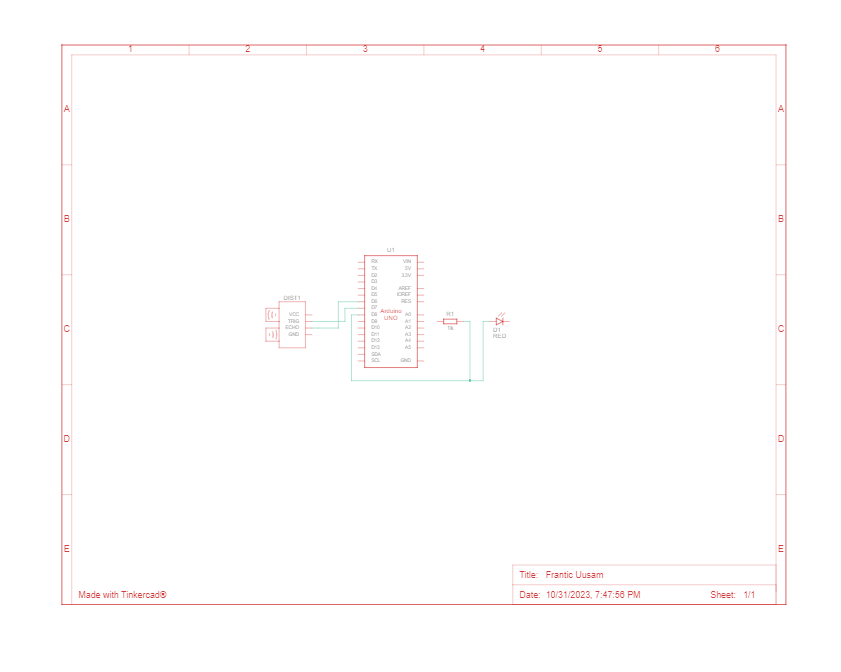 1 2 3 4 5 6
A A
B B
U1
RX VIN
TX 5V
D2 3.3V
D3
D4 AREF
D5 IOREF
D6 RES
D7
DIST1
Arduino
UNO
VCC D8 A0 R1
TRIG D9 A1
ECHO D10 A2 1k
GND D11 A3
D12 A4
D13 A5
SDA
SCL GND
D1
RED
C C
D D
E E
Title: Frantic Uusam
Made with Tinkercad® Date: 10/31/2023, 7:47:56 PM Sheet: 1/1